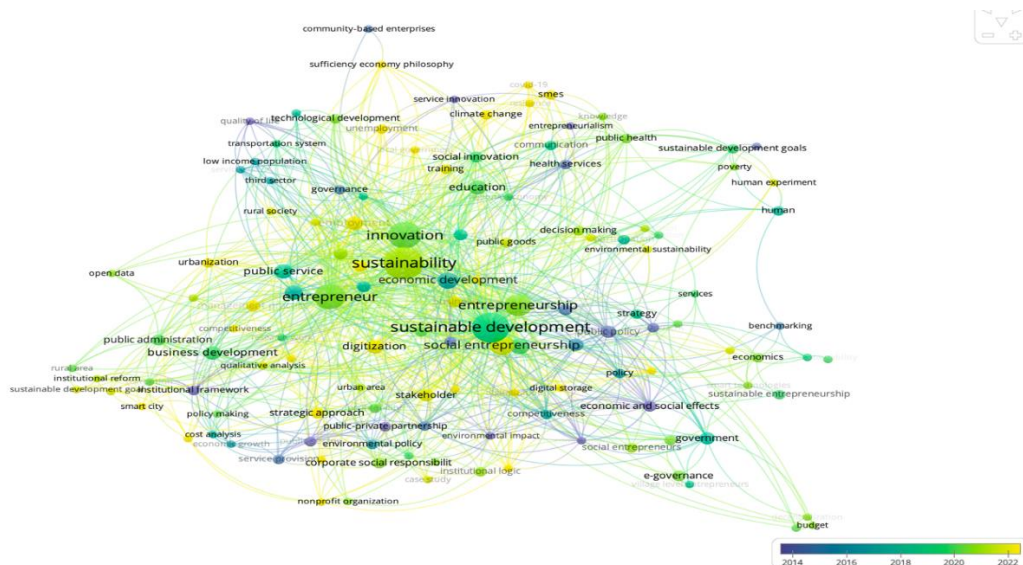 community-based enterprises
sufficiency economy philosophy
covid-19
smes
service innovation
climate change
knowledge
quality of life
technological development
unemployment
entrepreneurialism
public health
transportation system
communication
sustainable development goals
low income population
social innovation
health services
poverty
third sector
training
human experiment
governance
education
rural society
human
innovation
public goods
decision making
environmental sustainability
urbanization
sustainability
open data
public service
economic development
entrepreneur
entrepreneurship
services
strategy
competitiveness
sustainable development
public policy
benchmarking
public administration
business development
digitization
social entrepreneurship
economics
rural area
qualitative analysis
institutional reform
policy
sustainable development goals
institutional framework
urban area
stakeholder
digital storage
sustainable entrepreneurship
smart city
policy making
strategic approach
competitiveness
economic and social effects
cost analysis
public-private partnership
environmental impact
economic growth
environmental policy
social entrepreneurs
government
service provision
corporate social responsibilit
institutional logic
case study
e-governance
village level entrepreneurs
nonprofit organization
budget
2014 2016 2018 2020 2022